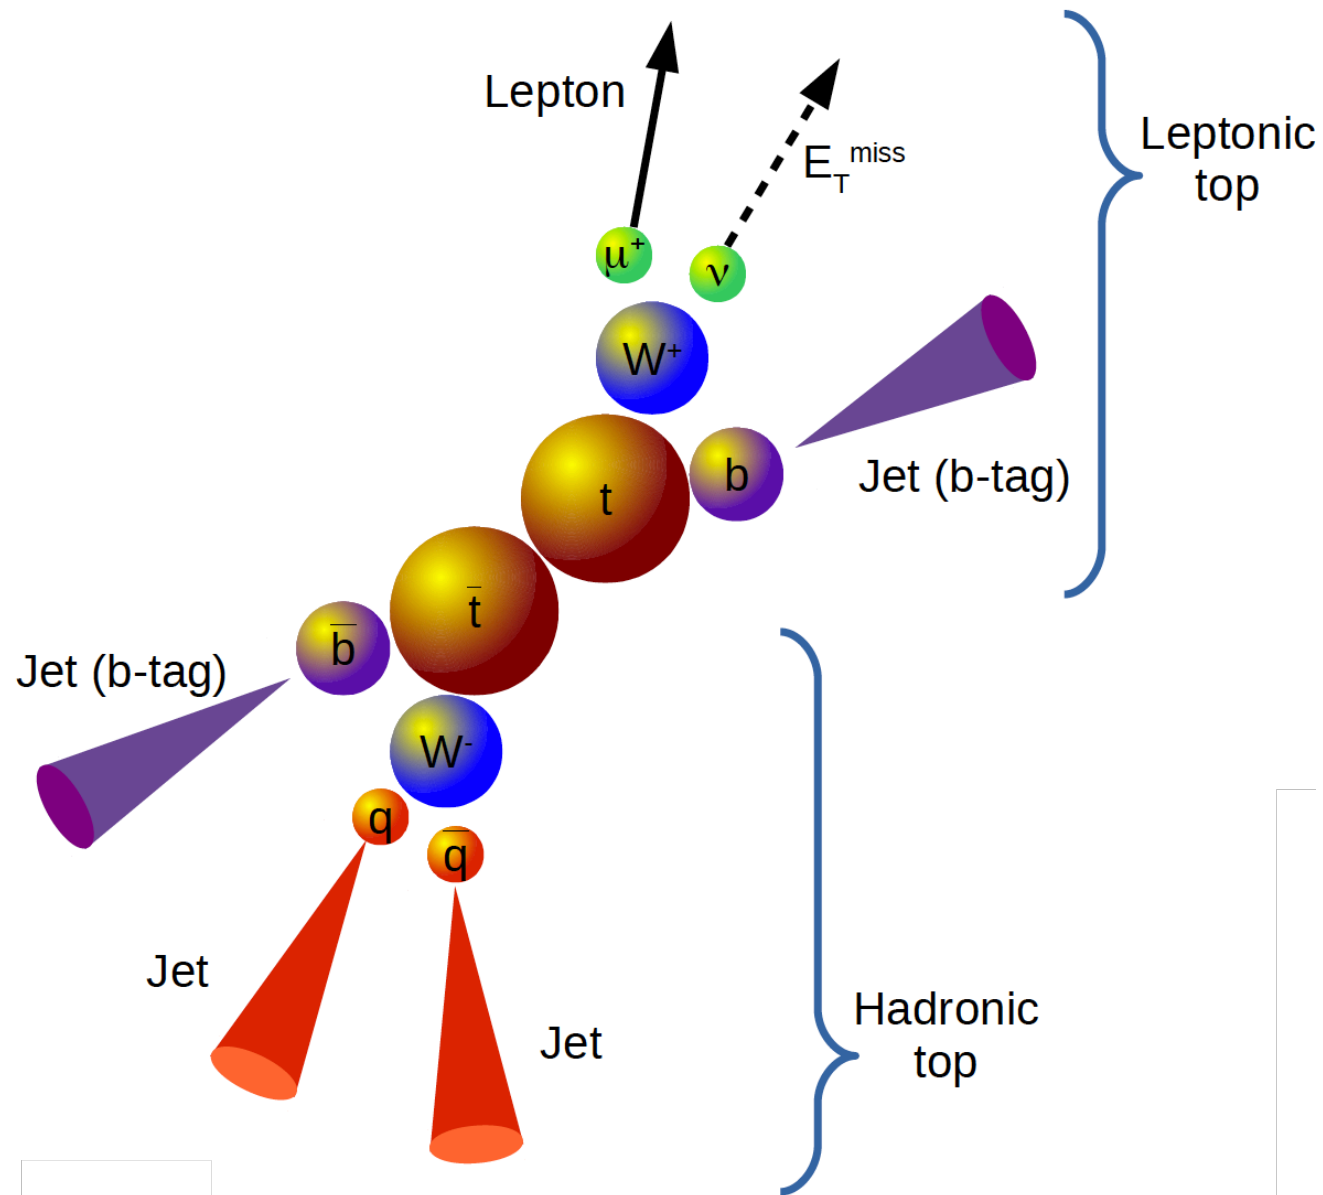 Lepton
E_T^miss
Leptonic
top
μ⁺
ν
W⁺
b
Jet (b-tag)
t
t̄
b̄
Jet (b-tag)
W⁻
q
q̄
Jet
Jet
Hadronic
top